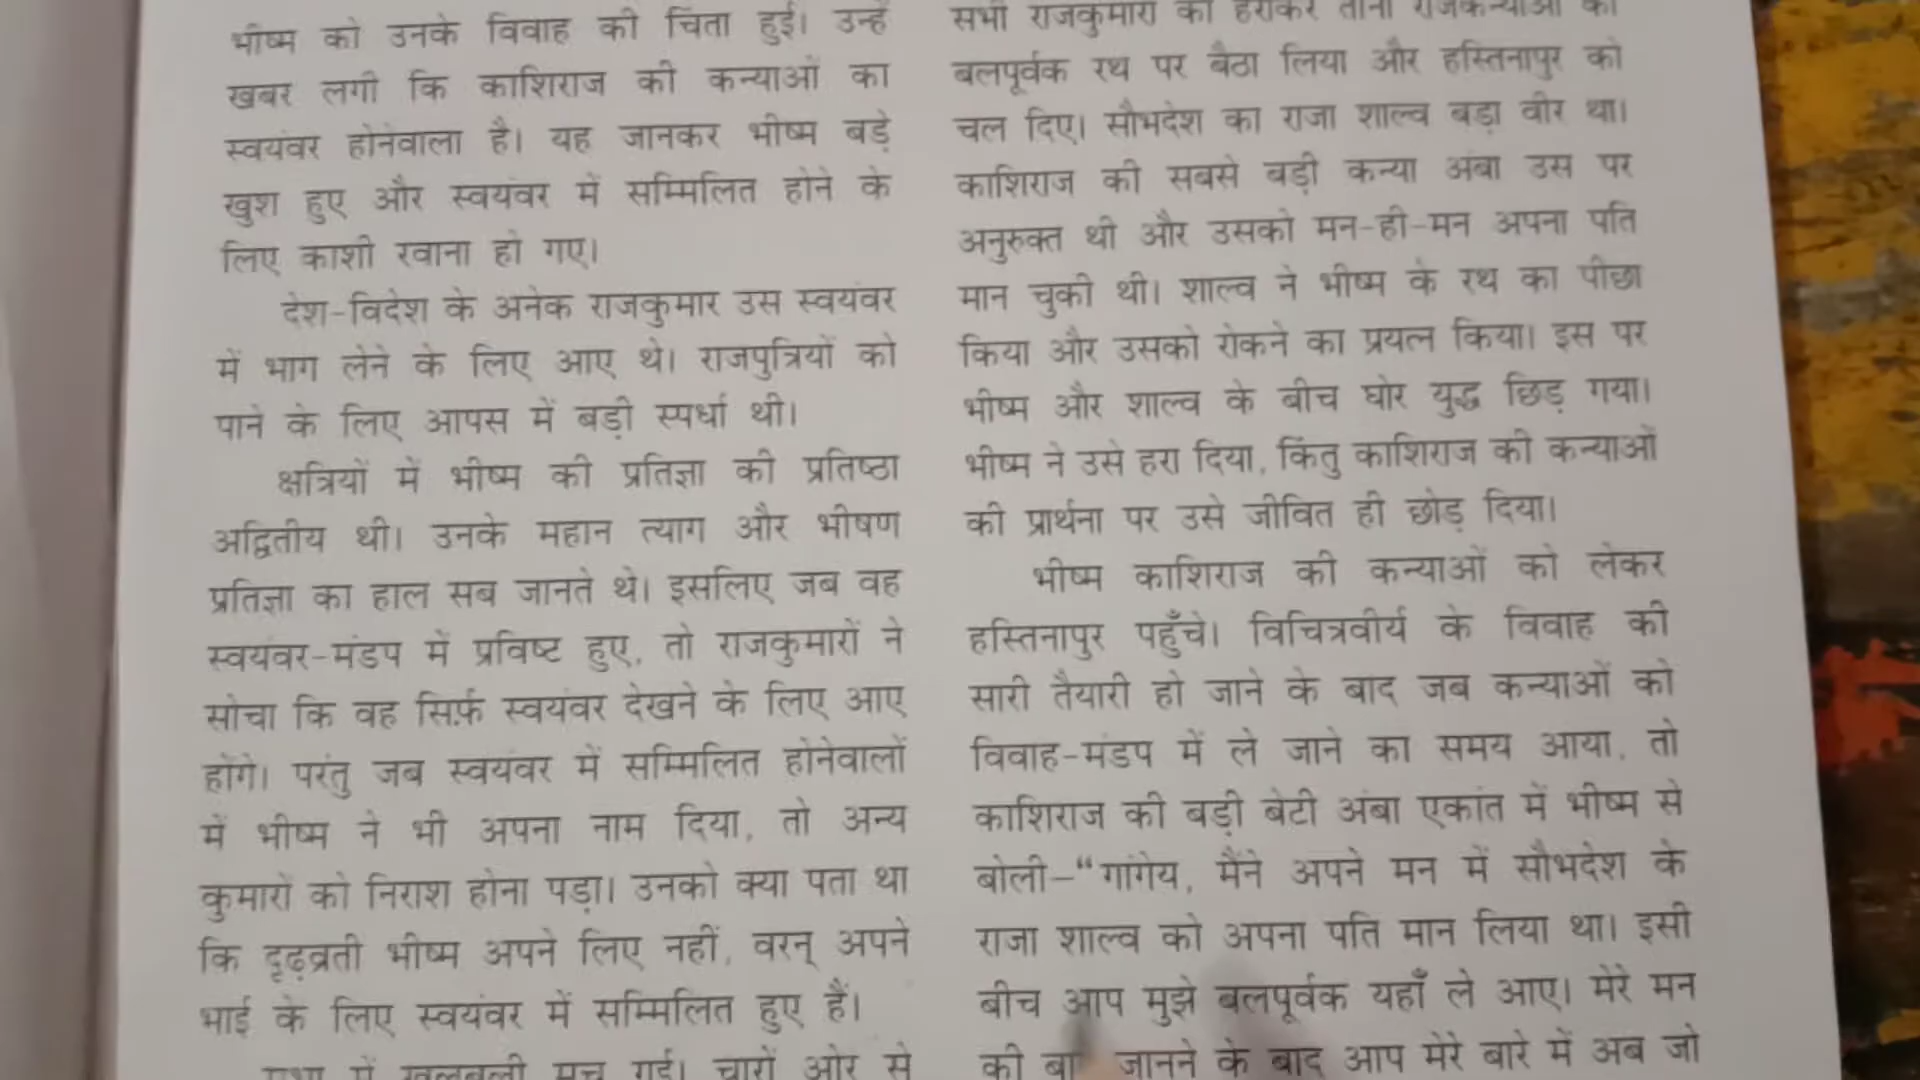 भीष्म को उनके विवाह की चिंता हुई। उन्हें
खबर लगी कि काशिराज की कन्याओं का
स्वयंवर होनेवाला है। यह जानकर भीष्म बड़े
खुश हुए और स्वयंवर में सम्मिलित होने के
लिए काशी रवाना हो गए।
देश-विदेश के अनेक राजकुमार उस स्वयंवर
में भाग लेने के लिए आए थे। राजपुत्रियों को
पाने के लिए आपस में बड़ी स्पर्धा थी।
क्षत्रियों में भीष्म की प्रतिज्ञा की प्रतिष्ठा
अद्वितीय थी। उनके महान त्याग और भीषण
प्रतिज्ञा का हाल सब जानते थे। इसलिए जब वह
स्वयंवर-मंडप में प्रविष्ट हुए, तो राजकुमारों ने
सोचा कि वह सिर्फ़ स्वयंवर देखने के लिए आए
होंगे। परंतु जब स्वयंवर में सम्मिलित होनेवालों
में भीष्म ने भी अपना नाम दिया, तो अन्य
कुमारों को निराश होना पड़ा। उनको क्या पता था
कि दृढ़व्रती भीष्म अपने लिए नहीं, वरन् अपने
भाई के लिए स्वयंवर में सम्मिलित हुए हैं।
में खलबली मच गई। चारों ओर से
सभी राजकुमारों को हराकर तीनों राजकन्याओं को
बलपूर्वक रथ पर बैठा लिया और हस्तिनापुर को
चल दिए। सौभदेश का राजा शाल्व बड़ा वीर था।
काशिराज की सबसे बड़ी कन्या अंबा उस पर
अनुरुक्त थी और उसको मन-ही-मन अपना पति
मान चुकी थी। शाल्व ने भीष्म के रथ का पीछा
किया और उसको रोकने का प्रयत्न किया। इस पर
भीष्म और शाल्व के बीच घोर युद्ध छिड़ गया।
भीष्म ने उसे हरा दिया, किंतु काशिराज की कन्याओं
की प्रार्थना पर उसे जीवित ही छोड़ दिया।
भीष्म काशिराज की कन्याओं को लेकर
हस्तिनापुर पहुँचे। विचित्रवीर्य के विवाह की
सारी तैयारी हो जाने के बाद जब कन्याओं को
विवाह-मंडप में ले जाने का समय आया, तो
काशिराज की बड़ी बेटी अंबा एकांत में भीष्म से
बोली-“गांगेय, मैंने अपने मन में सौभदेश के
राजा शाल्व को अपना पति मान लिया था। इसी
बीच आप मुझे बलपूर्वक यहाँ ले आए। मेरे मन
की जानने के बाद आप मेरे बारे में अब जो